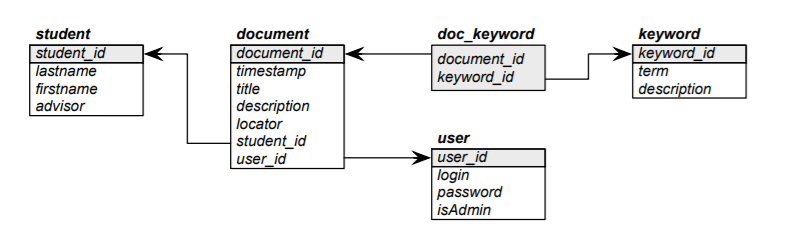 student
student_id
lastname
firstname
advisor
document
document_id
timestamp
title
description
locator
student_id
user_id
doc_keyword
document_id
keyword_id
keyword
keyword_id
term
description
user
user_id
login
password
isAdmin